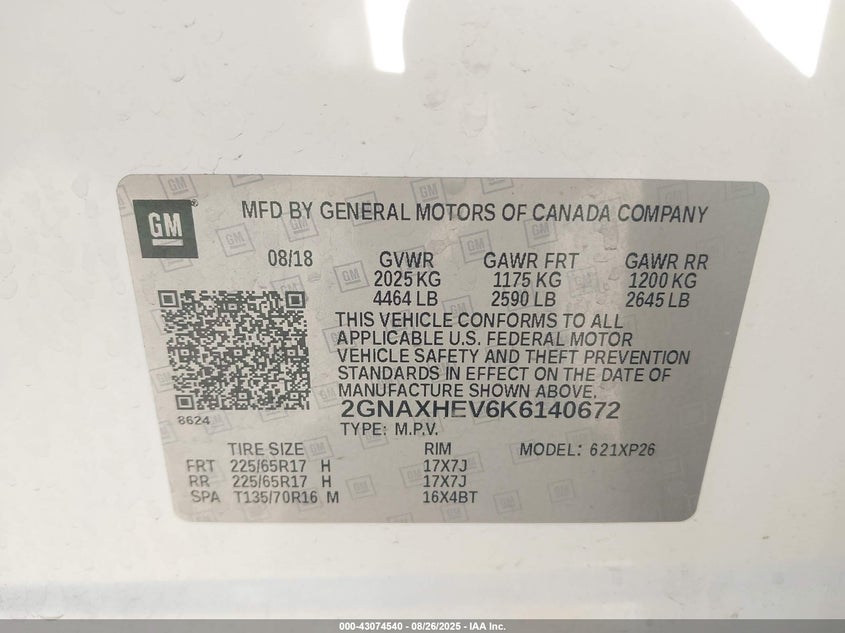 GM
MFD BY GENERAL MOTORS OF CANADA COMPANY
08/18 GVWR GAWR FRT GAWR RR
2025 KG 1175 KG 1200 KG
4464 LB 2590 LB 2645 LB
THIS VEHICLE CONFORMS TO ALL
APPLICABLE U.S. FEDERAL MOTOR
VEHICLE SAFETY AND THEFT PREVENTION
STANDARDS IN EFFECT ON THE DATE OF
MANUFACTURE SHOWN ABOVE.
8624
2GNAXHEV6K6140672
TYPE: M.P.V.
TIRE SIZE RIM MODEL: 621XP26
FRT 225/65R17 H 17X7J
RR 225/65R17 H 17X7J
SPA T135/70R16 M 16X4BT
000-43074540 - 08/26/2025 - IAA Inc.